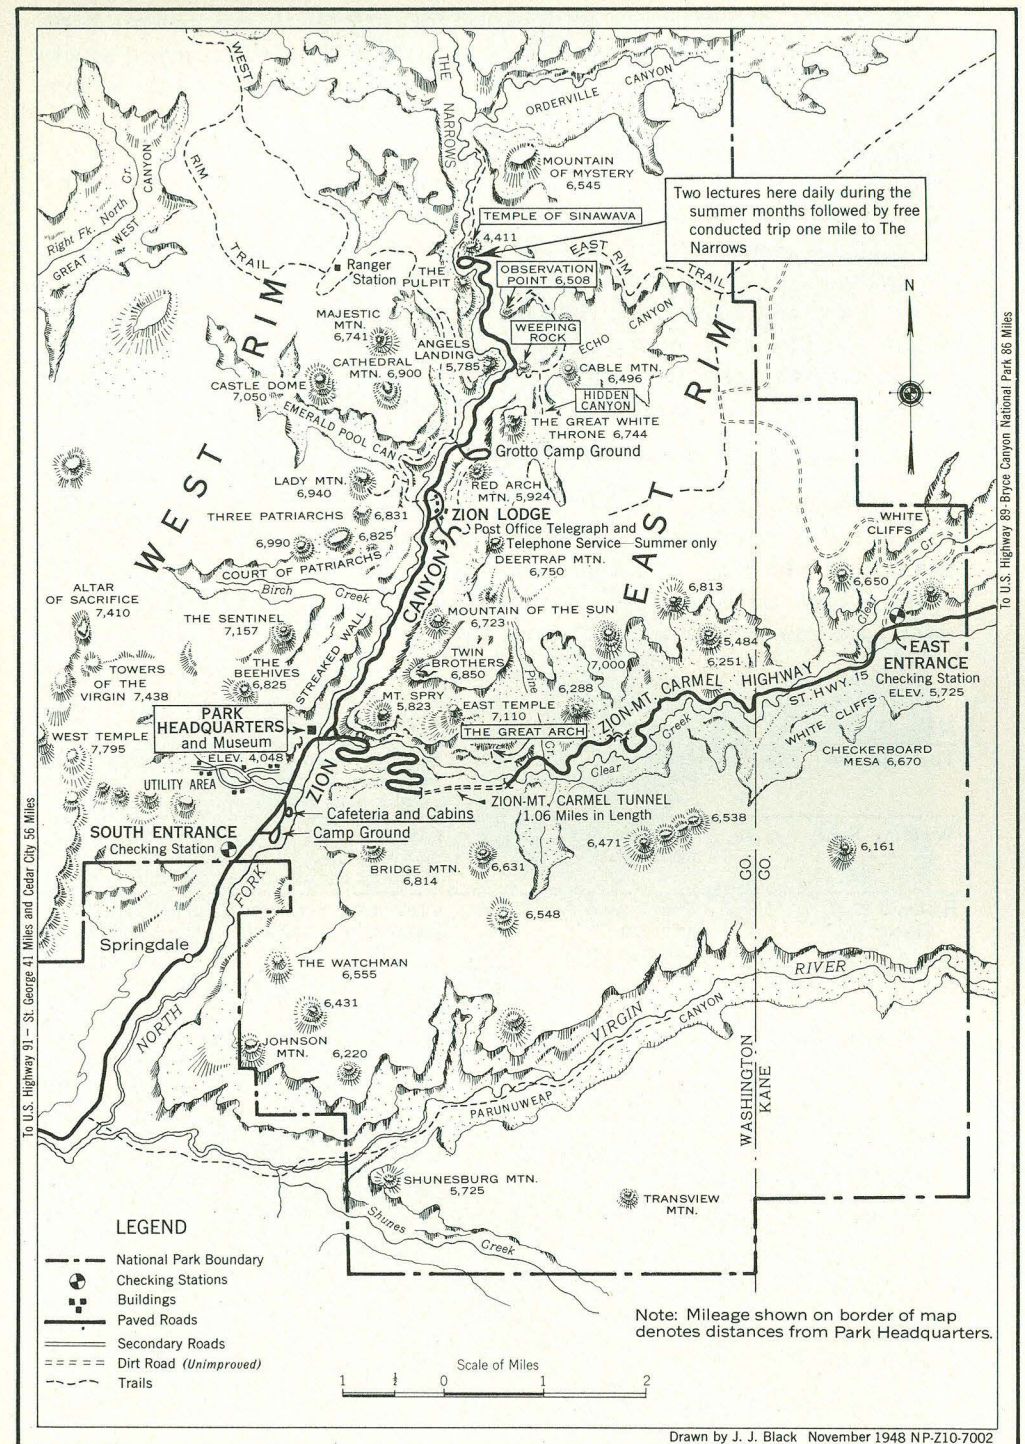 THE
NARROWS
ORDERVILLE CANYON
WEST
RIM
TRAIL
Right Fk. North Cr.
GREAT WEST CANYON
MOUNTAIN
OF MYSTERY
6,545
Two lectures here daily during the
summer months followed by free
conducted trip one mile to The
Narrows
TEMPLE OF SINAWAVA
4,411
EAST RIM TRAIL
Ranger
Station
THE
PULPIT
OBSERVATION
POINT 6,508
N
WEST RIM
EAST RIM
MAJESTIC
MTN.
6,741
WEEPING
ROCK
ECHO CANYON
ANGELS
LANDING
5,785
CATHEDRAL
MTN. 6,900
CABLE MTN.
6,496
CASTLE DOME
7,050
HIDDEN
CANYON
EMERALD POOL CAN
THE GREAT WHITE
THRONE 6,744
Grotto Camp Ground
LADY MTN.
6,940
RED ARCH
MTN. 5,924
THREE PATRIARCHS
6,831
6,825
6,990
ZION LODGE
Post Office Telegraph and
Telephone Service—Summer only
WHITE
CLIFFS
DEERTRAP MTN.
6,750
COURT OF PATRIARCHS
Birch Creek
6,650
Clear Cr
ALTAR
OF SACRIFICE
7,410
6,813
MOUNTAIN OF THE SUN
6,723
THE SENTINEL
7,157
STREAKED WALL
ZION CANYON
5,484
6,251
EAST
ENTRANCE
Checking Station
ELEV. 5,725
TOWERS
OF THE
VIRGIN 7,438
THE
BEEHIVES
6,825
TWIN
BROTHERS
6,850
Pine Cr.
7,000
6,288
ZION-MT. CARMEL HIGHWAY
ST. HWY. 15
MT. SPRY
5,823
EAST TEMPLE
7,110
THE GREAT ARCH
WHITE CLIFFS
CHECKERBOARD
MESA 6,670
PARK
HEADQUARTERS
and Museum
ELEV. 4,048
WEST TEMPLE
7,795
UTILITY AREA
Clear Creek
ZION-MT. CARMEL TUNNEL
1.06 Miles in Length
Cafeteria and Cabins
Camp Ground
SOUTH ENTRANCE
Checking Station
6,538
6,471
6,161
BRIDGE MTN.
6,814
6,631
CO. CO.
6,548
NORTH FORK
Springdale
THE WATCHMAN
6,555
VIRGIN RIVER
6,431
JOHNSON
MTN.
6,220
PARUNUWEAP CANYON
WASHINGTON
KANE
SHUNESBURG MTN.
5,725
TRANSVIEW
MTN.
Shunes Creek
To U.S. Highway 91 – St. George 41 Miles and Cedar City 56 Miles
To U.S. Highway 89-Bryce Canyon National Park 86 Miles
LEGEND
National Park Boundary
Checking Stations
Buildings
Paved Roads
Secondary Roads
Dirt Road (Unimproved)
Trails
Scale of Miles
1 ½ 0 1 2
Note: Mileage shown on border of map
denotes distances from Park Headquarters.
Drawn by J. J. Black November 1948 NP-Z10-7002